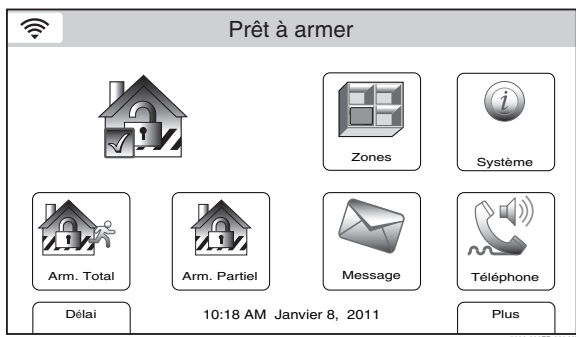 Prêt à armer
Zones
Système
Arm. Total
Arm. Partiel
Message
Téléphone
Délai
10:18 AM Janvier 8, 2011
Plus